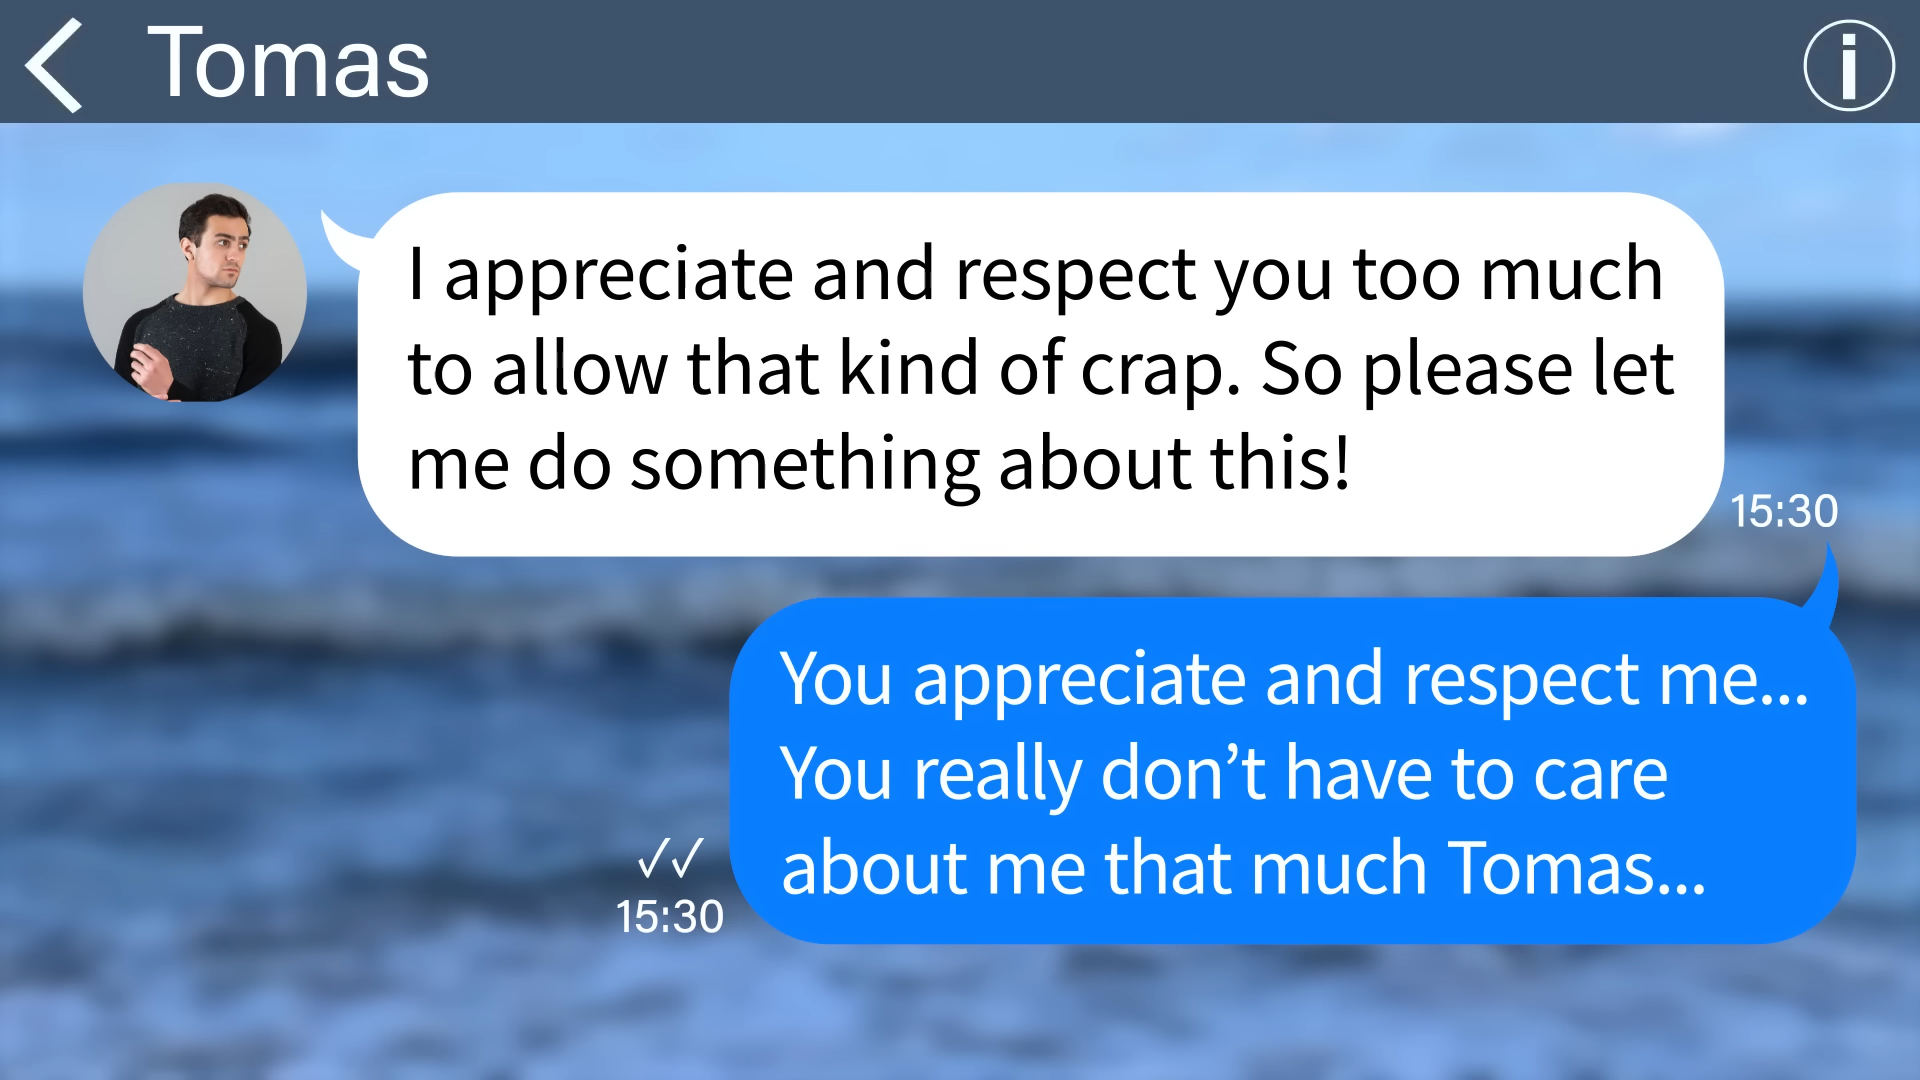 Tomas
I appreciate and respect you too much
to allow that kind of crap. So please let
me do something about this!
15:30
You appreciate and respect me...
You really don’t have to care
about me that much Tomas...
15:30